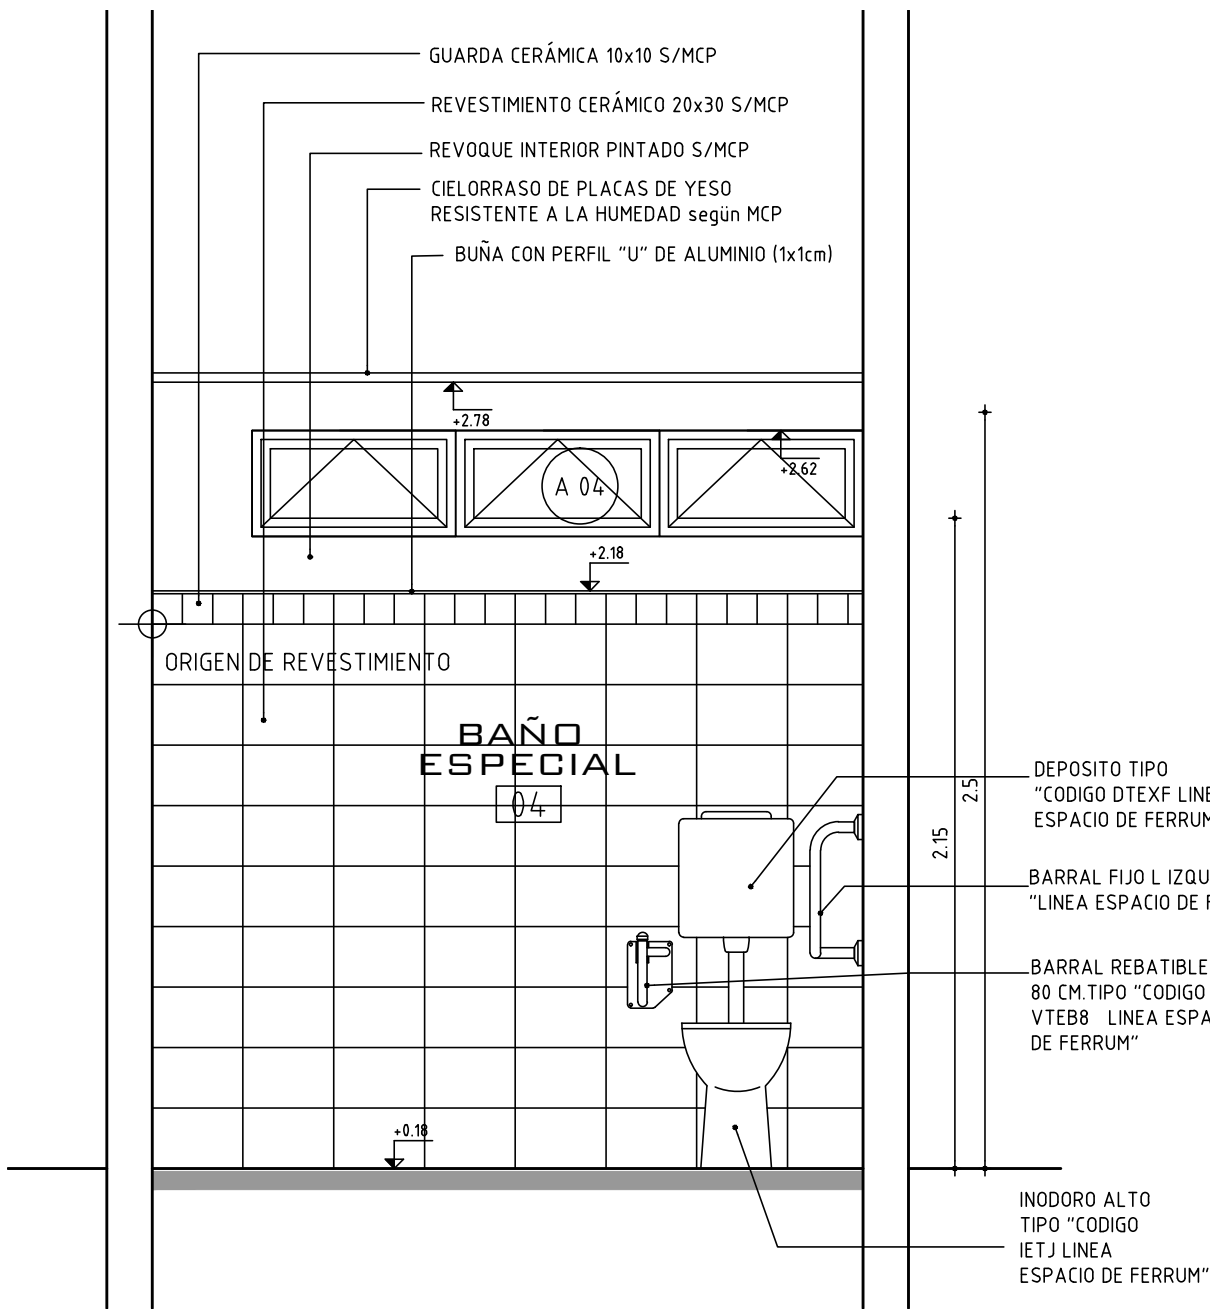 GUARDA CERÁMICA 10x10 S/MCP
REVESTIMIENTO CERÁMICO 20x30 S/MCP
REVOQUE INTERIOR PINTADO S/MCP
CIELORRASO DE PLACAS DE YESO
RESISTENTE A LA HUMEDAD segün MCP
BUÑA CON PERFIL "U" DE ALUMINIO (1x1cm)
+2.78
+2.62
A 04
+2.18
ORIGEN DE REVESTIMIENTO
BAÑO
ESPECIAL
04
2.5
2.15
DEPOSITO TIPO
"CODIGO DTEXF LINE
ESPACIO DE FERRUM
BARRAL FIJO L IZQU
"LINEA ESPACIO DE F
BARRAL REBATIBLE
80 CM.TIPO "CODIGO
VTEB8 LINEA ESPA
DE FERRUM"
+0.18
INODORO ALTO
TIPO "CODIGO
IETJ LINEA
ESPACIO DE FERRUM"